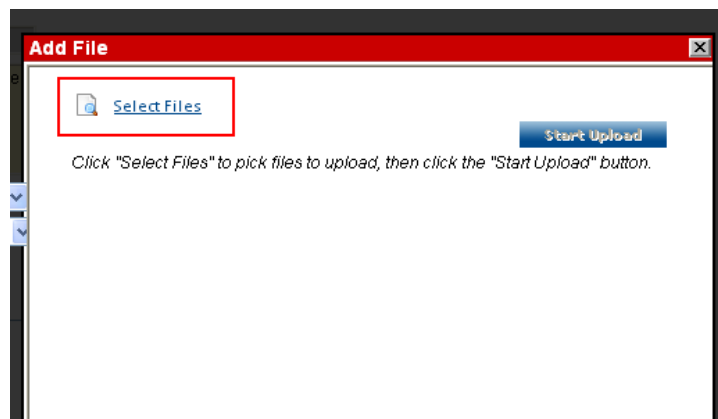 Add File
Select Files
Start Upload
Click "Select Files" to pick files to upload, then click the "Start Upload" button.